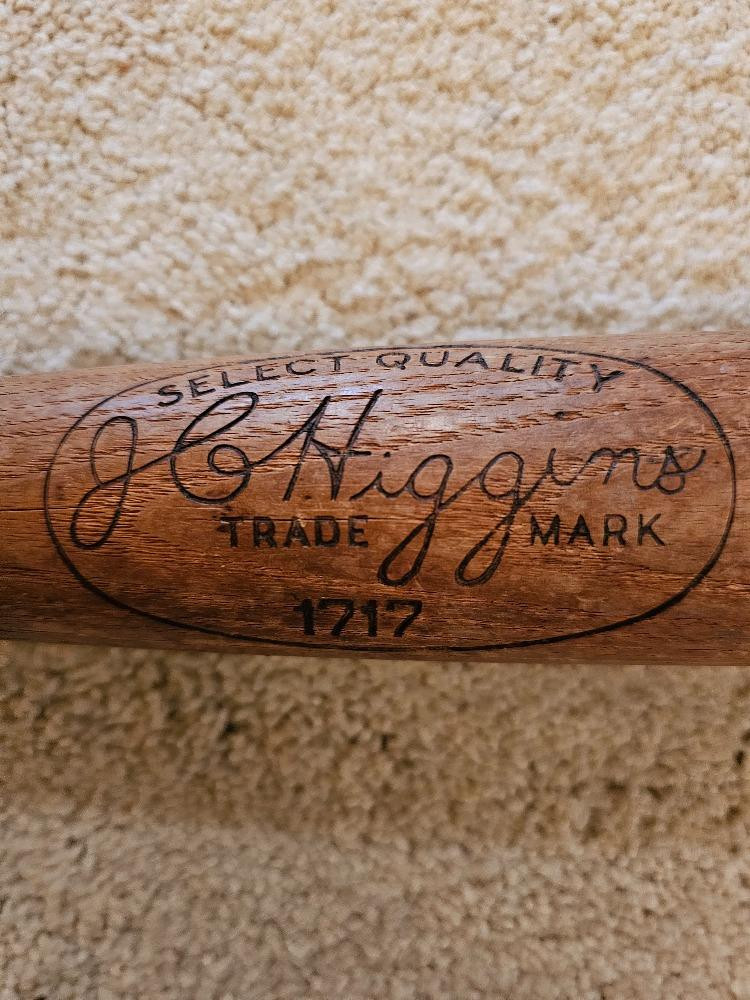 SELECT QUALITY
J C Higgins
TRADE MARK
1717